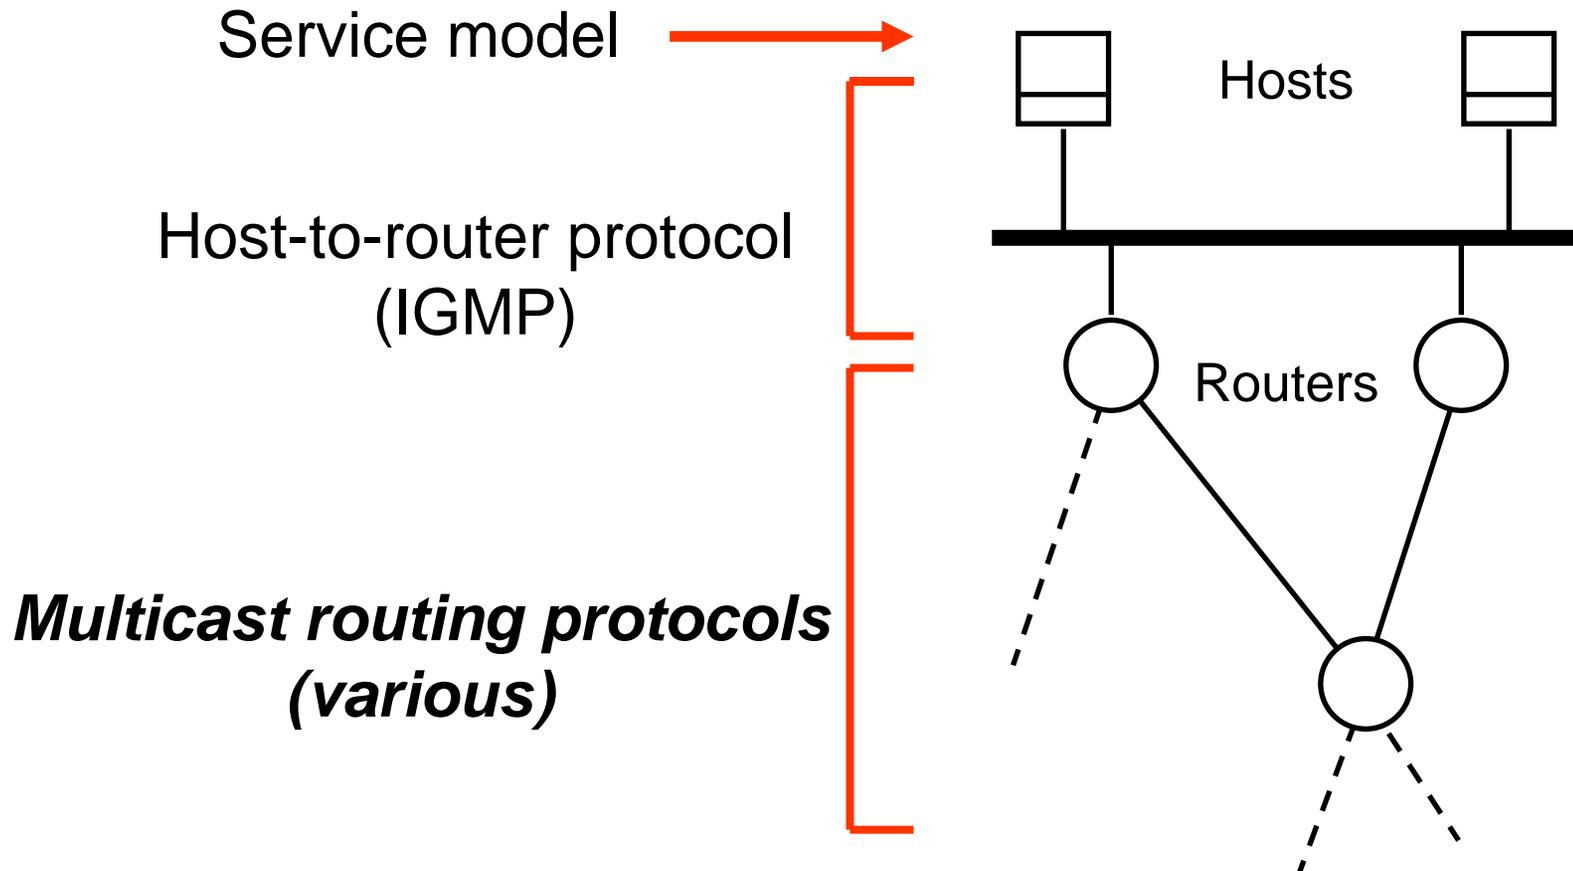 Service model
Hosts
Host-to-router protocol
(IGMP)
Routers
Multicast routing protocols
(various)